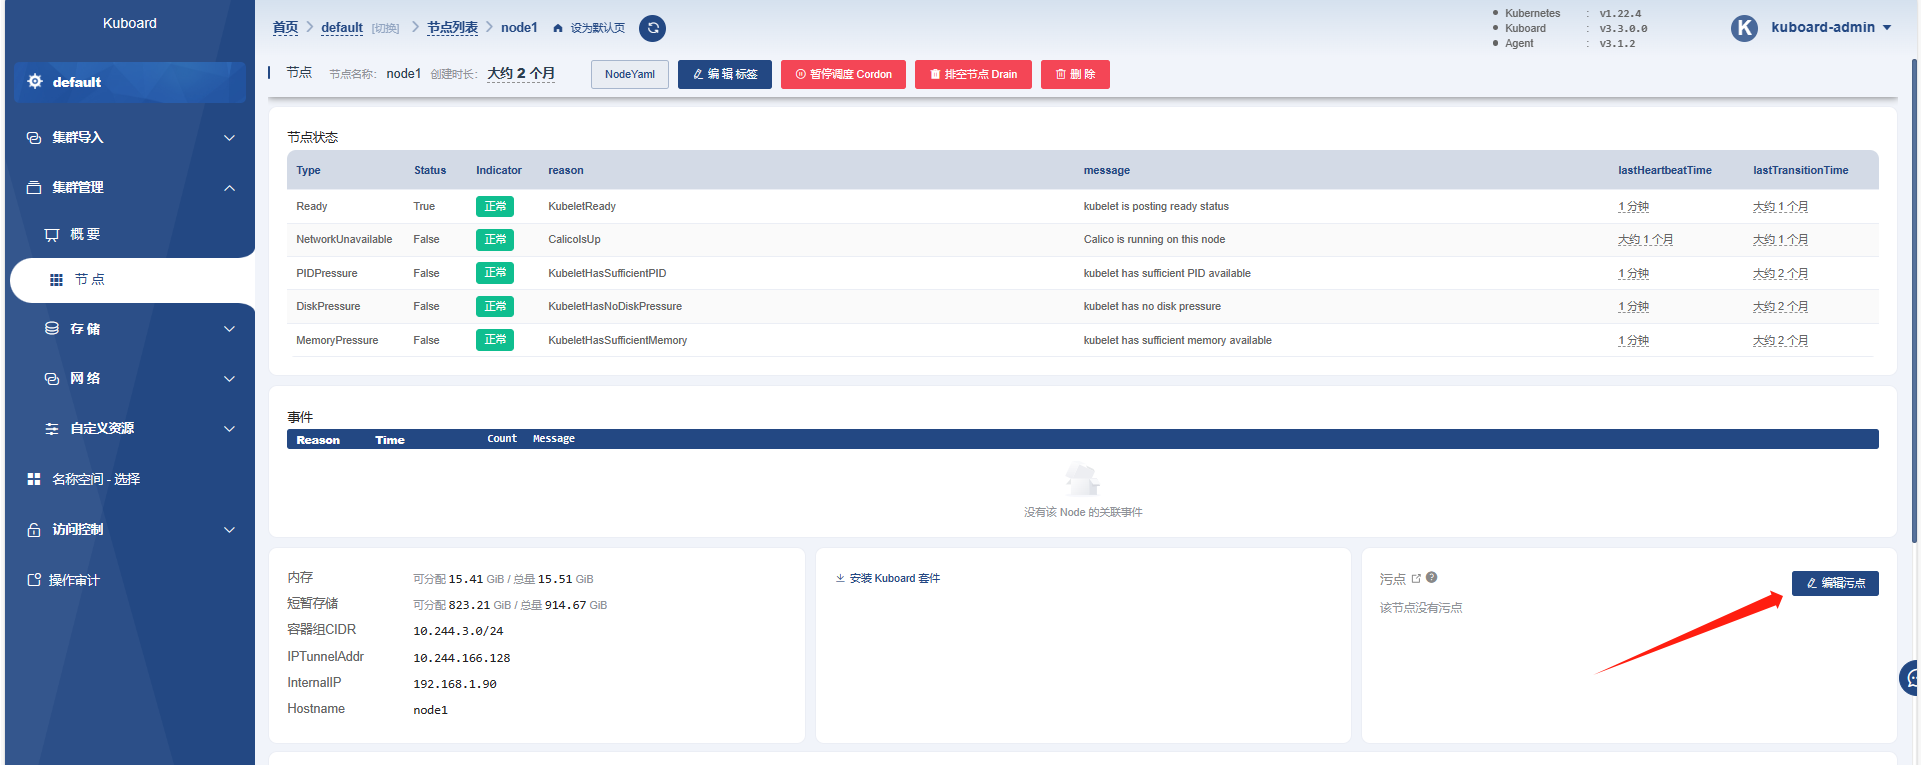 Kuboard
default
集群导入
集群管理
概 要
节 点
存 储
网 络
自定义资源
名称空间 - 选择
访问控制
操作审计
首页 default [切换] 节点列表 node1 设为默认页
Kubernetes : v1.22.4
Kuboard : v3.3.0.0
Agent : v3.1.2
K kuboard-admin
节点 节点名称: node1 创建时长: 大约 2 个月 NodeYaml 编 辑 标签 暂停调度 Cordon 排空节点 Drain 删 除
节点状态
Type Status Indicator reason message lastHeartbeatTime lastTransitionTime
Ready True 正常 KubeletReady kubelet is posting ready status 1 分钟 大约 1 个月
NetworkUnavailable False 正常 CalicoIsUp Calico is running on this node 大约 1 个月 大约 1 个月
PIDPressure False 正常 KubeletHasSufficientPID kubelet has sufficient PID available 1 分钟 大约 2 个月
DiskPressure False 正常 KubeletHasNoDiskPressure kubelet has no disk pressure 1 分钟 大约 2 个月
MemoryPressure False 正常 KubeletHasSufficientMemory kubelet has sufficient memory available 1 分钟 大约 2 个月
事件
Reason Time Count Message
没有该 Node 的关联事件
内存 可分配 15.41 GiB / 总量 15.51 GiB
短暂存储 可分配 823.21 GiB / 总量 914.67 GiB
容器组CIDR 10.244.3.0/24
IPTunnelAddr 10.244.166.128
InternalIP 192.168.1.90
Hostname node1
安装 Kuboard 套件
污点 编辑污点
该节点没有污点